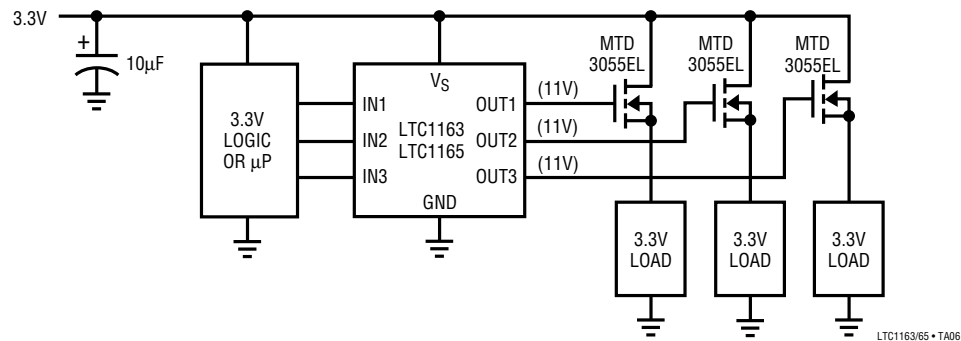 3.3V
+
10μF
3.3V
LOGIC
OR μP
IN1
IN2
IN3
VS
LTC1163
LTC1165
GND
OUT1
OUT2
OUT3
(11V)
(11V)
(11V)
MTD
3055EL
MTD
3055EL
MTD
3055EL
3.3V
LOAD
3.3V
LOAD
3.3V
LOAD
LTC1163/65 • TA06